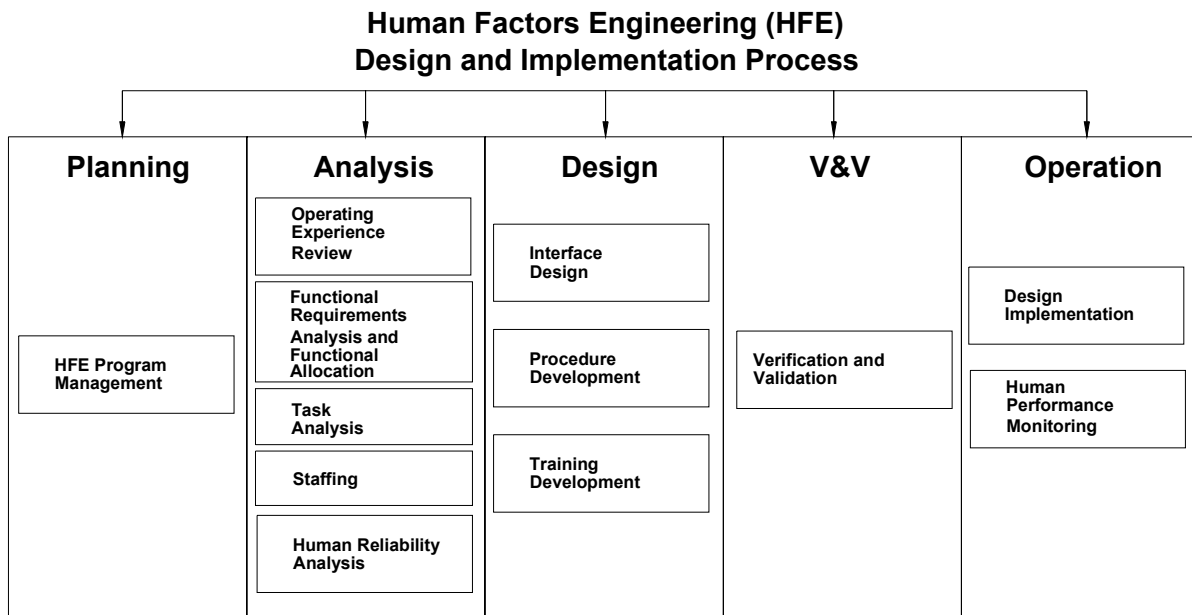 Human Factors Engineering (HFE)
Design and Implementation Process
Planning
HFE Program
Management
Analysis
Operating
Experience
Review
Functional
Requirements
Analysis and
Functional
Allocation
Task
Analysis
Staffing
Human Reliability
Analysis
Design
Interface
Design
Procedure
Development
Training
Development
V&V
Verification and
Validation
Operation
Design
Implementation
Human
Performance
Monitoring